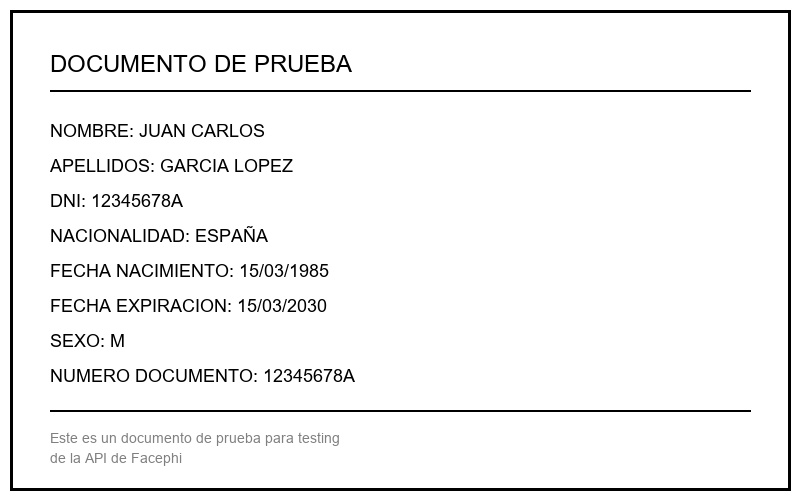 DOCUMENTO DE PRUEBA
NOMBRE: JUAN CARLOS
APELLIDOS: GARCIA LOPEZ
DNI: 12345678A
NACIONALIDAD: ESPAÑA
FECHA NACIMIENTO: 15/03/1985
FECHA EXPIRACION: 15/03/2030
SEXO: M
NUMERO DOCUMENTO: 12345678A
Este es un documento de prueba para testing
de la API de Facephi